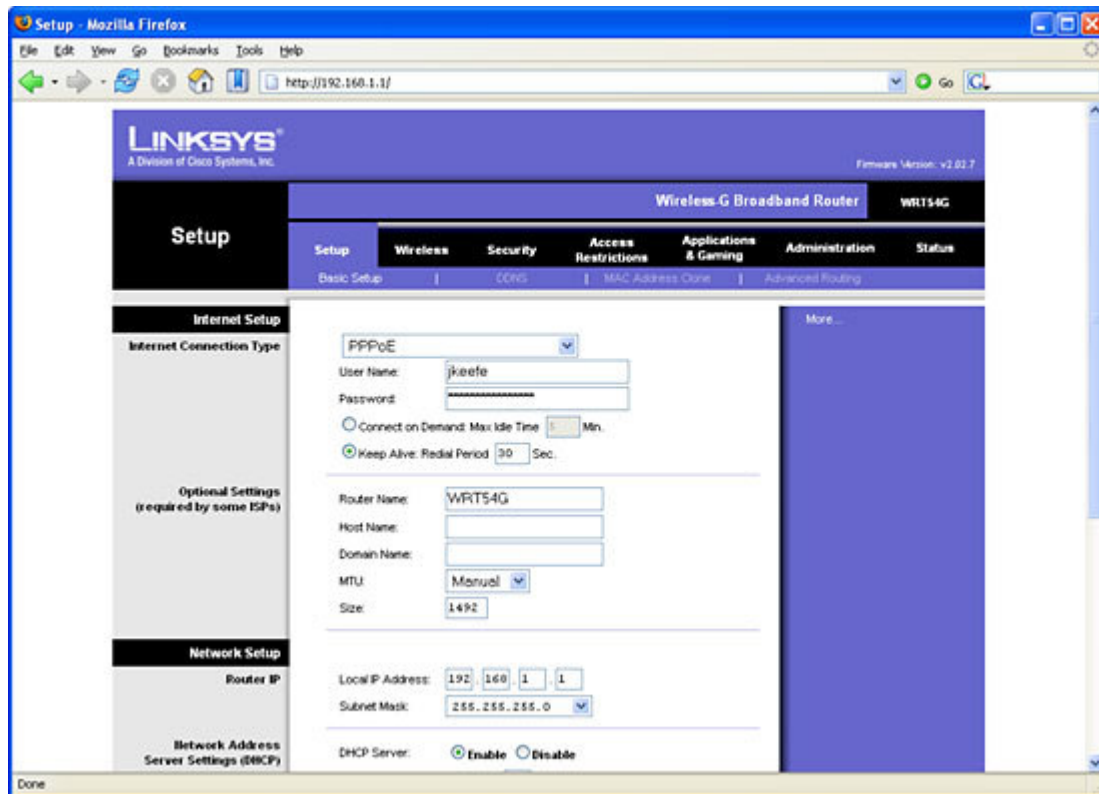 Setup - Mozilla Firefox
File Edit View Go Bookmarks Tools Help
http://192.168.1.1/
Go
LINKSYS®
A Division of Cisco Systems, Inc.
Firmware Version: v2.02.7
Wireless-G Broadband Router WRT54G
Setup
Setup Wireless Security Access Restrictions Applications & Gaming Administration Status
Basic Setup | DDNS | MAC Address Clone | Advanced Routing
Internet Setup
More...
Internet Connection Type
PPPoE
User Name: jkeefe
Password: ****************
Connect on Demand: Max Idle Time 5 Min.
Keep Alive: Redial Period 30 Sec.
Optional Settings
(required by some ISPs)
Router Name: WRT54G
Host Name:
Domain Name:
MTU: Manual
Size: 1492
Network Setup
Router IP
Local IP Address: 192 . 168 . 1 . 1
Subnet Mask: 255.255.255.0
Network Address
Server Settings (DHCP)
DHCP Server: Enable Disable
Done